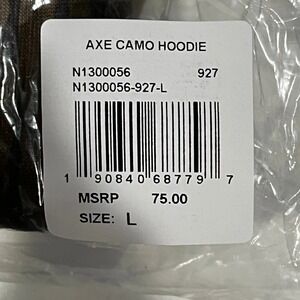 AXE CAMO HOODIE
N1300056 927
N1300056-927-L
1 90840 68779 7
MSRP 75.00
SIZE: L